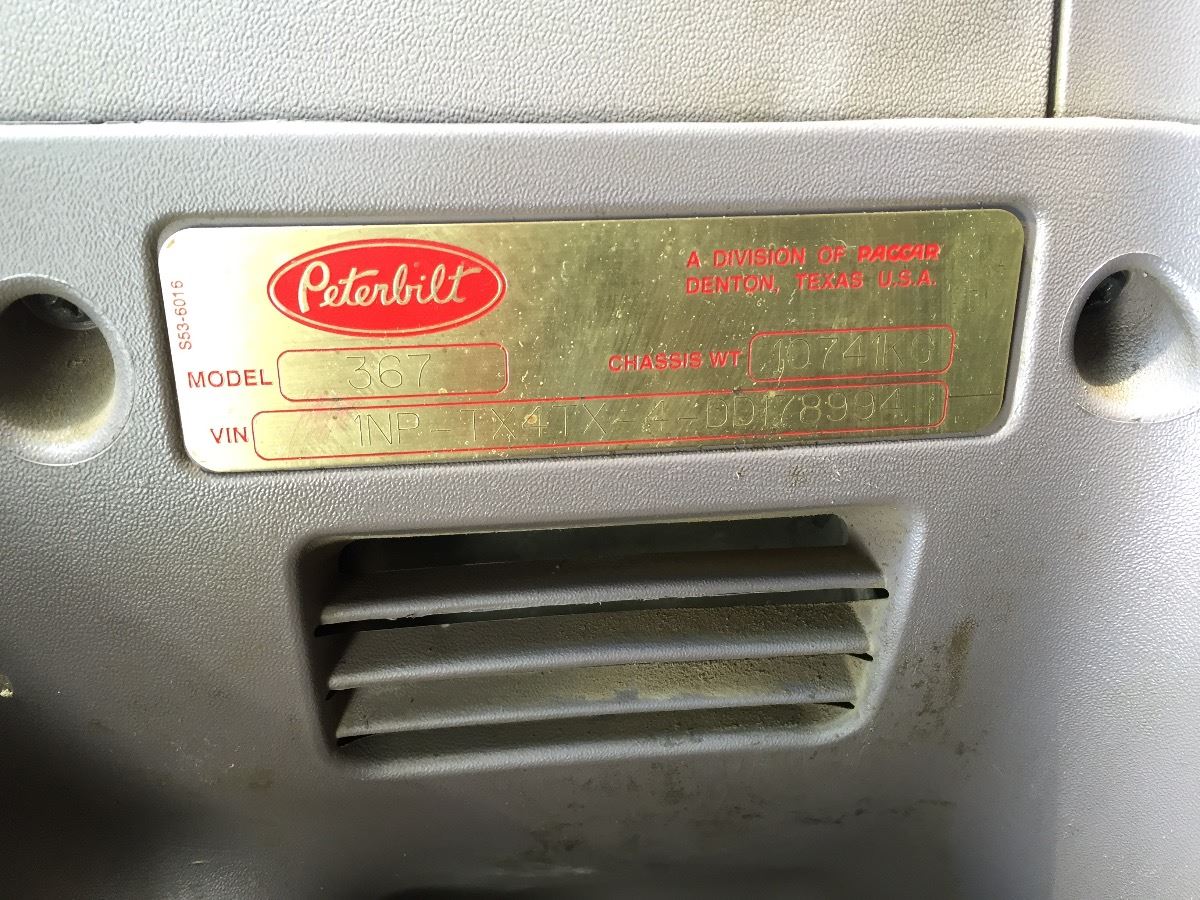 S53-6016
Peterbilt
A DIVISION OF PACCAR
DENTON, TEXAS U.S.A.
MODEL 367
CHASSIS WT 10741KG
VIN 1NP-TX4TX-4-DD178994